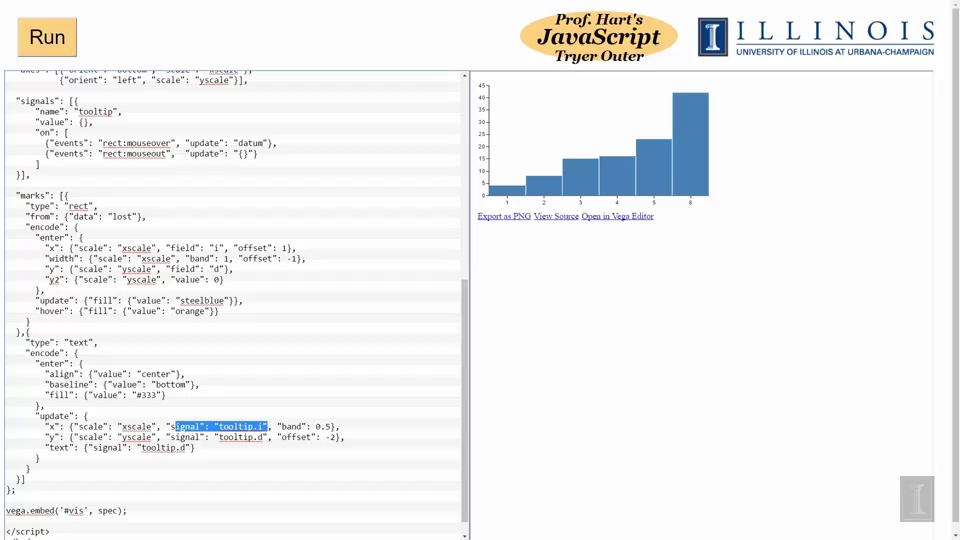 Run
Prof. Hart's
JavaScript
Tryer Outer
I
ILLINOIS
UNIVERSITY OF ILLINOIS AT URBANA-CHAMPAIGN
"axes": [{"orient": "bottom", "scale": "xscale"},
{"orient": "left", "scale": "yscale"}],
"signals": [{
"name": "tooltip",
"value": {},
"on": [
{"events": "rect:mouseover", "update": "datum"},
{"events": "rect:mouseout", "update": "{}"}
]
}],
"marks": [{
"type": "rect",
"from": {"data": "lost"},
"encode": {
"enter": {
"x": {"scale": "xscale", "field": "i", "offset": 1},
"width": {"scale": "xscale", "band": 1, "offset": -1},
"y": {"scale": "yscale", "field": "d"},
"y2": {"scale": "yscale", "value": 0}
},
"update": {"fill": {"value": "steelblue"}},
"hover": {"fill": {"value": "orange"}}
}
},{
"type": "text",
"encode": {
"enter": {
"align": {"value": "center"},
"baseline": {"value": "bottom"},
"fill": {"value": "#333"}
},
"update": {
"x": {"scale": "xscale", "signal": "tooltip.i", "band": 0.5},
"y": {"scale": "yscale", "signal": "tooltip.d", "offset": -2},
"text": {"signal": "tooltip.d"}
}
}
}]
};
vega.embed('#vis', spec);
</script>
45
40
35
30
25
20
15
10
5
0
1 2 3 4 5 6
Export as PNG View Source Open in Vega Editor
I